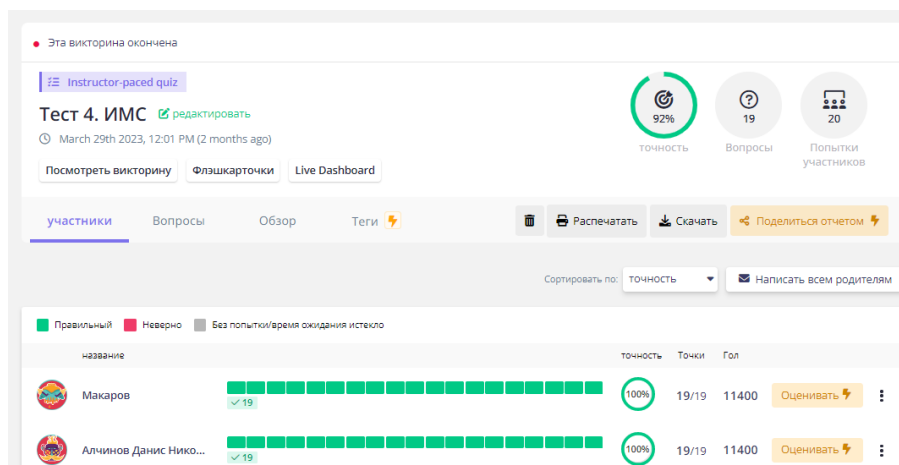 Эта викторина окончена
Instructor-paced quiz
Тест 4. ИМС редактировать
March 29th 2023, 12:01 PM (2 months ago)
Посмотреть викторину Флэшкарточки Live Dashboard
92%
точность
19
Вопросы
20
Попытки
участников
участники Вопросы Обзор Теги Распечатать Скачать Поделиться отчетом
Сортировать по: точность Написать всем родителям
Правильный Неверно Без попытки/время ожидания истекло
название точность Точки Гол
Макаров 19 100% 19/19 11400 Оценивать
Алчинов Данис Нико... 19 100% 19/19 11400 Оценивать